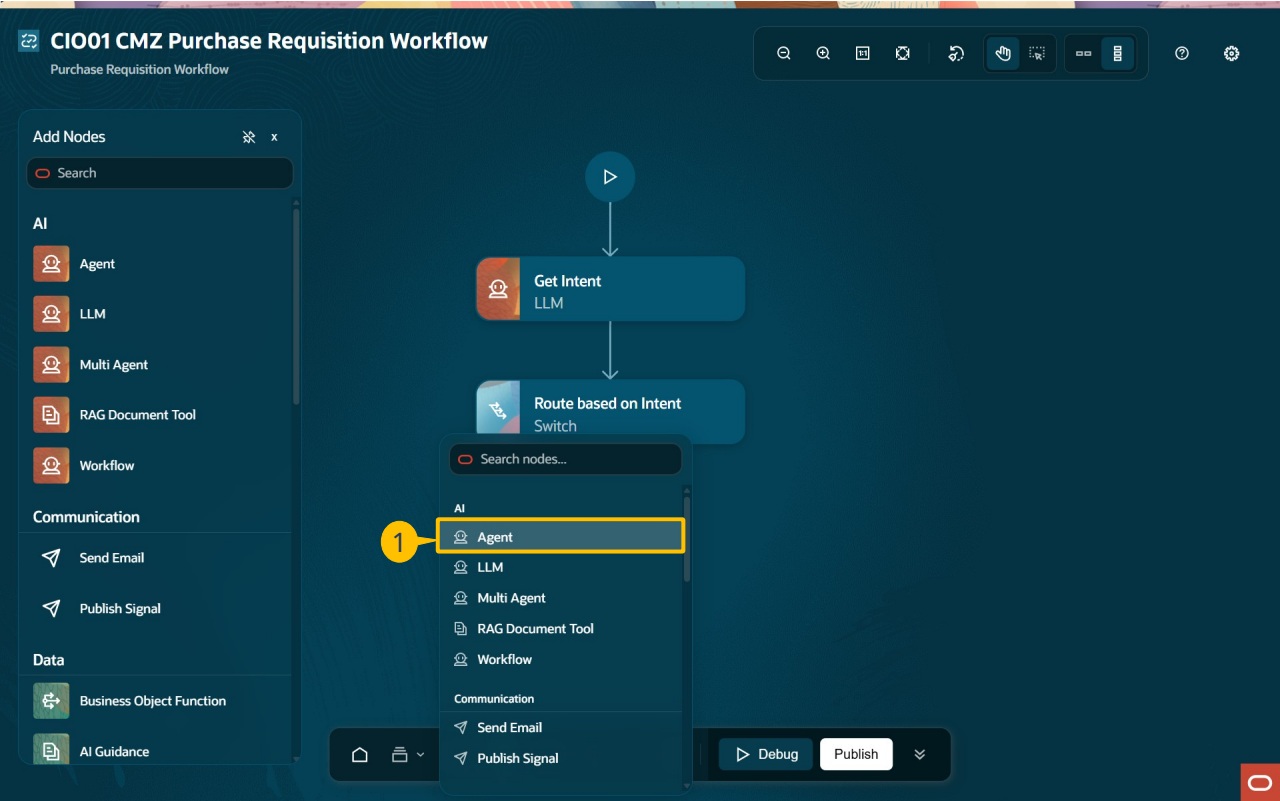 CIO01 CMZ Purchase Requisition Workflow
Purchase Requisition Workflow
1:1
Add Nodes
x
Search
AI
Agent
LLM
Multi Agent
RAG Document Tool
Workflow
Communication
Send Email
Publish Signal
Data
Business Object Function
AI Guidance
Get Intent
LLM
Route based on Intent
Switch
Search nodes...
AI
1
Agent
LLM
Multi Agent
RAG Document Tool
Workflow
Communication
Send Email
Publish Signal
Debug
Publish